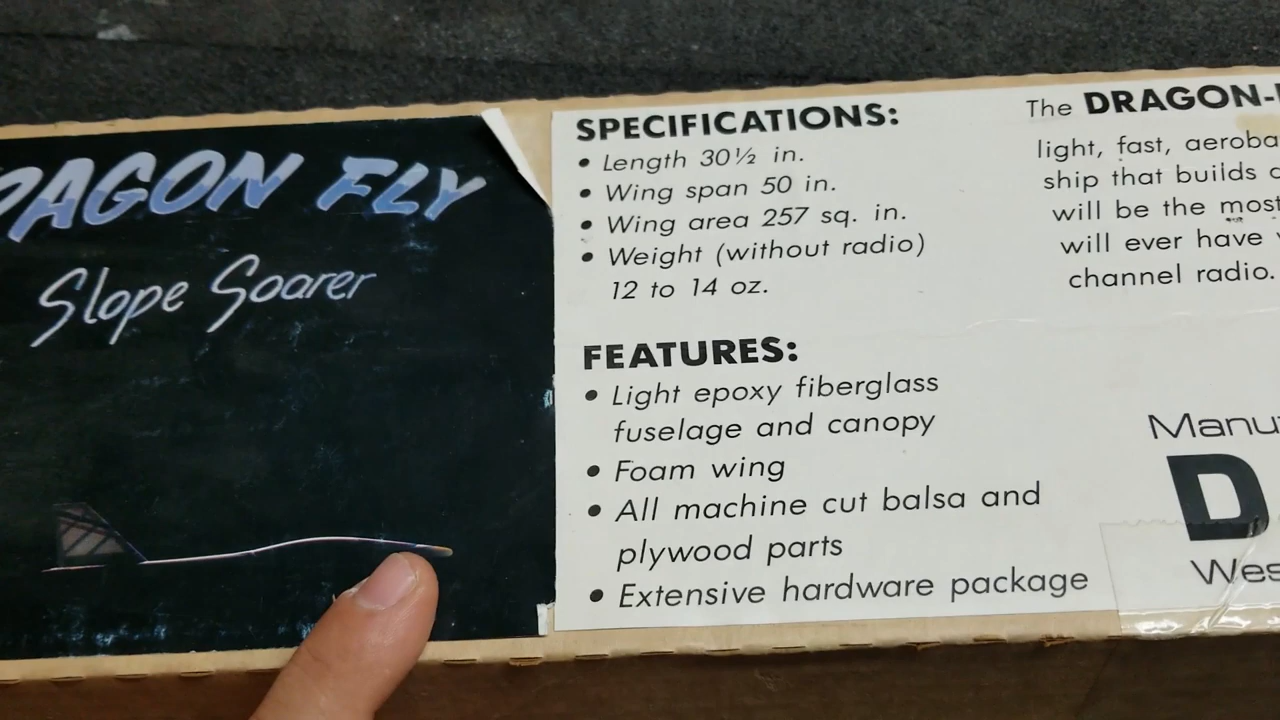 RAGON FLY
Slope Soarer
SPECIFICATIONS:
• Length 30½ in.
• Wing span 50 in.
• Wing area 257 sq. in.
• Weight (without radio)
12 to 14 oz.
FEATURES:
• Light epoxy fiberglass
fuselage and canopy
• Foam wing
• All machine cut balsa and
plywood parts
• Extensive hardware package
The DRAGON-
light, fast, aeroba
ship that builds
will be the most
will ever have
channel radio.
Manu
D
Wes